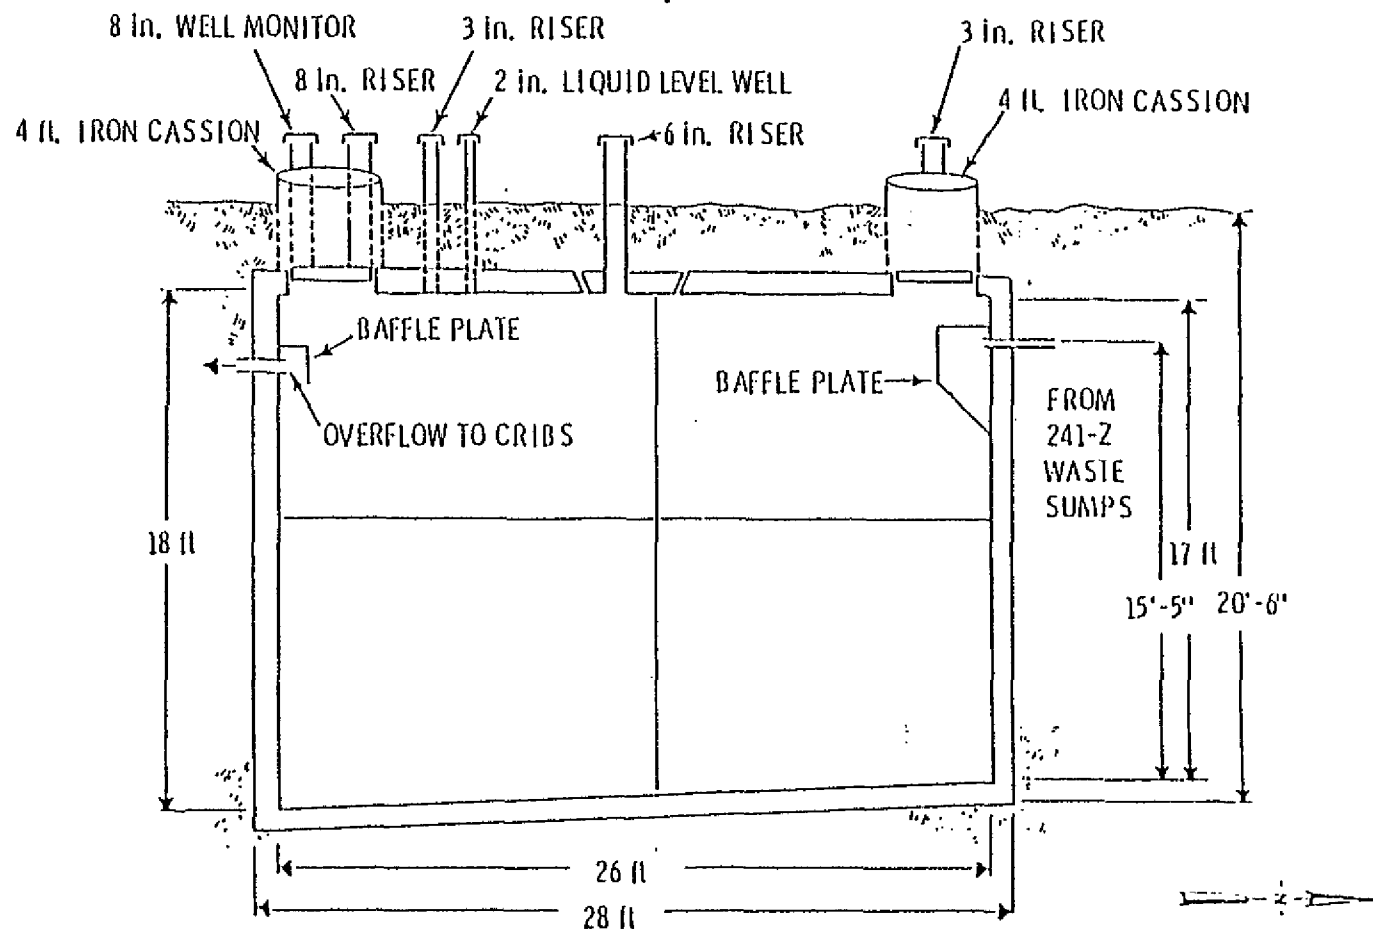 8 in. WELL MONITOR
3 in. RISER
3 in. RISER
8 in. RISER
2 in. LIQUID LEVEL WELL
4 ft. IRON CASSION
4 ft. IRON CASSION
6 in. RISER
BAFFLE PLATE
BAFFLE PLATE
OVERFLOW TO CRIBS
FROM
241-Z
WASTE
SUMPS
18 ft
17 ft
15'-5"
20'-6"
26 ft
28 ft